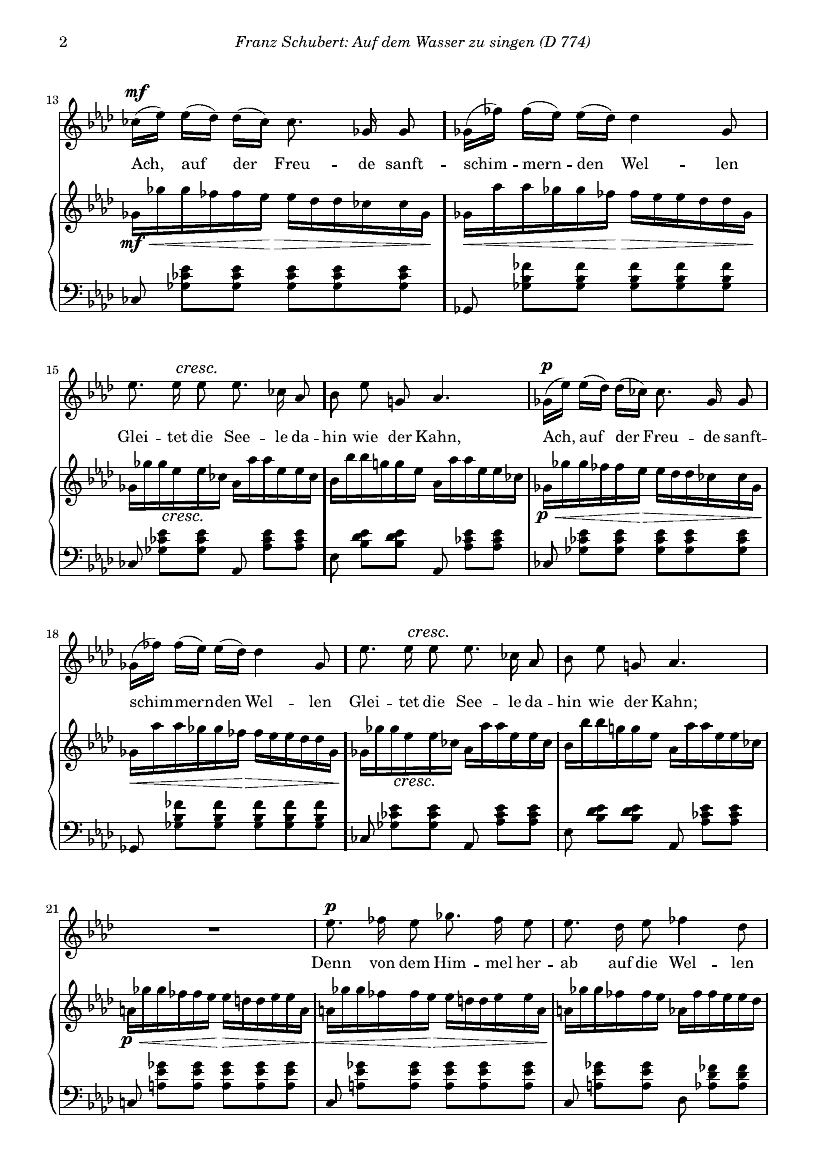 2 Franz Schubert: Auf dem Wasser zu singen (D 774)
mf
13
Ach, auf der Freu - de sanft - schim - mern - den Wel - len
mf
15 cresc. p
Glei - tet die See - le da - hin wie der Kahn, Ach, auf der Freu - de sanft -
cresc. p
18 cresc.
schimmernden Wel - len Glei - tet die See - le da - hin wie der Kahn;
cresc.
21 p
Denn von dem Him - mel her - ab auf die Wel - len
p